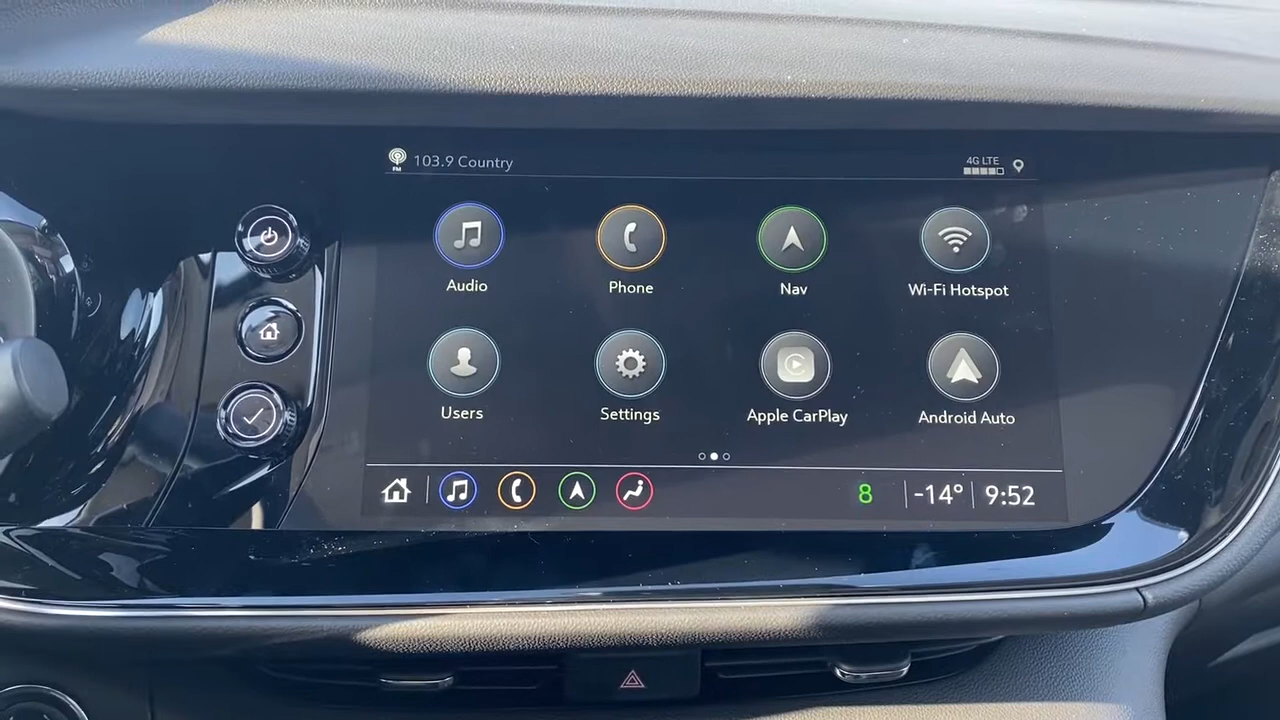 FM
103.9 Country
4G LTE
Audio
Phone
Nav
Wi-Fi Hotspot
Users
Settings
Apple CarPlay
Android Auto
8
-14°
9:52